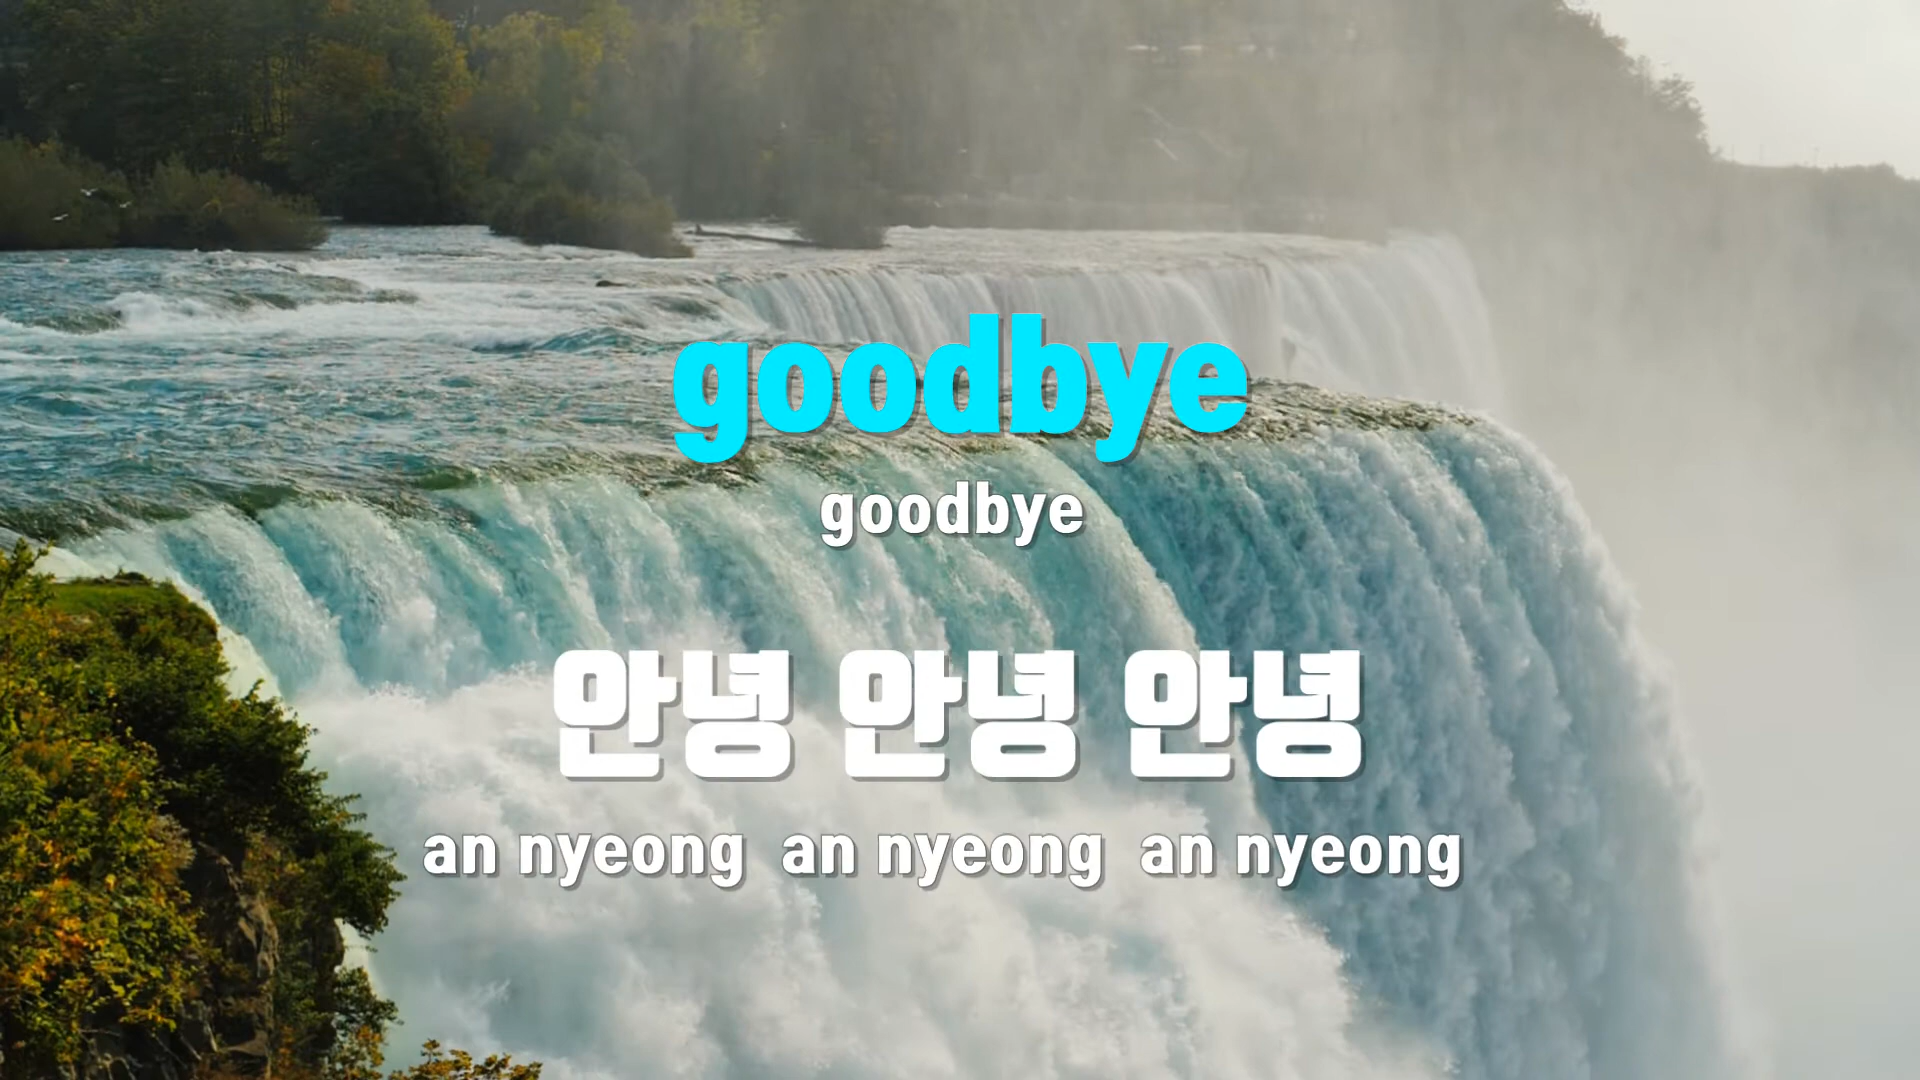 goodbye
goodbye
안녕 안녕 안녕
an nyeong an nyeong an nyeong